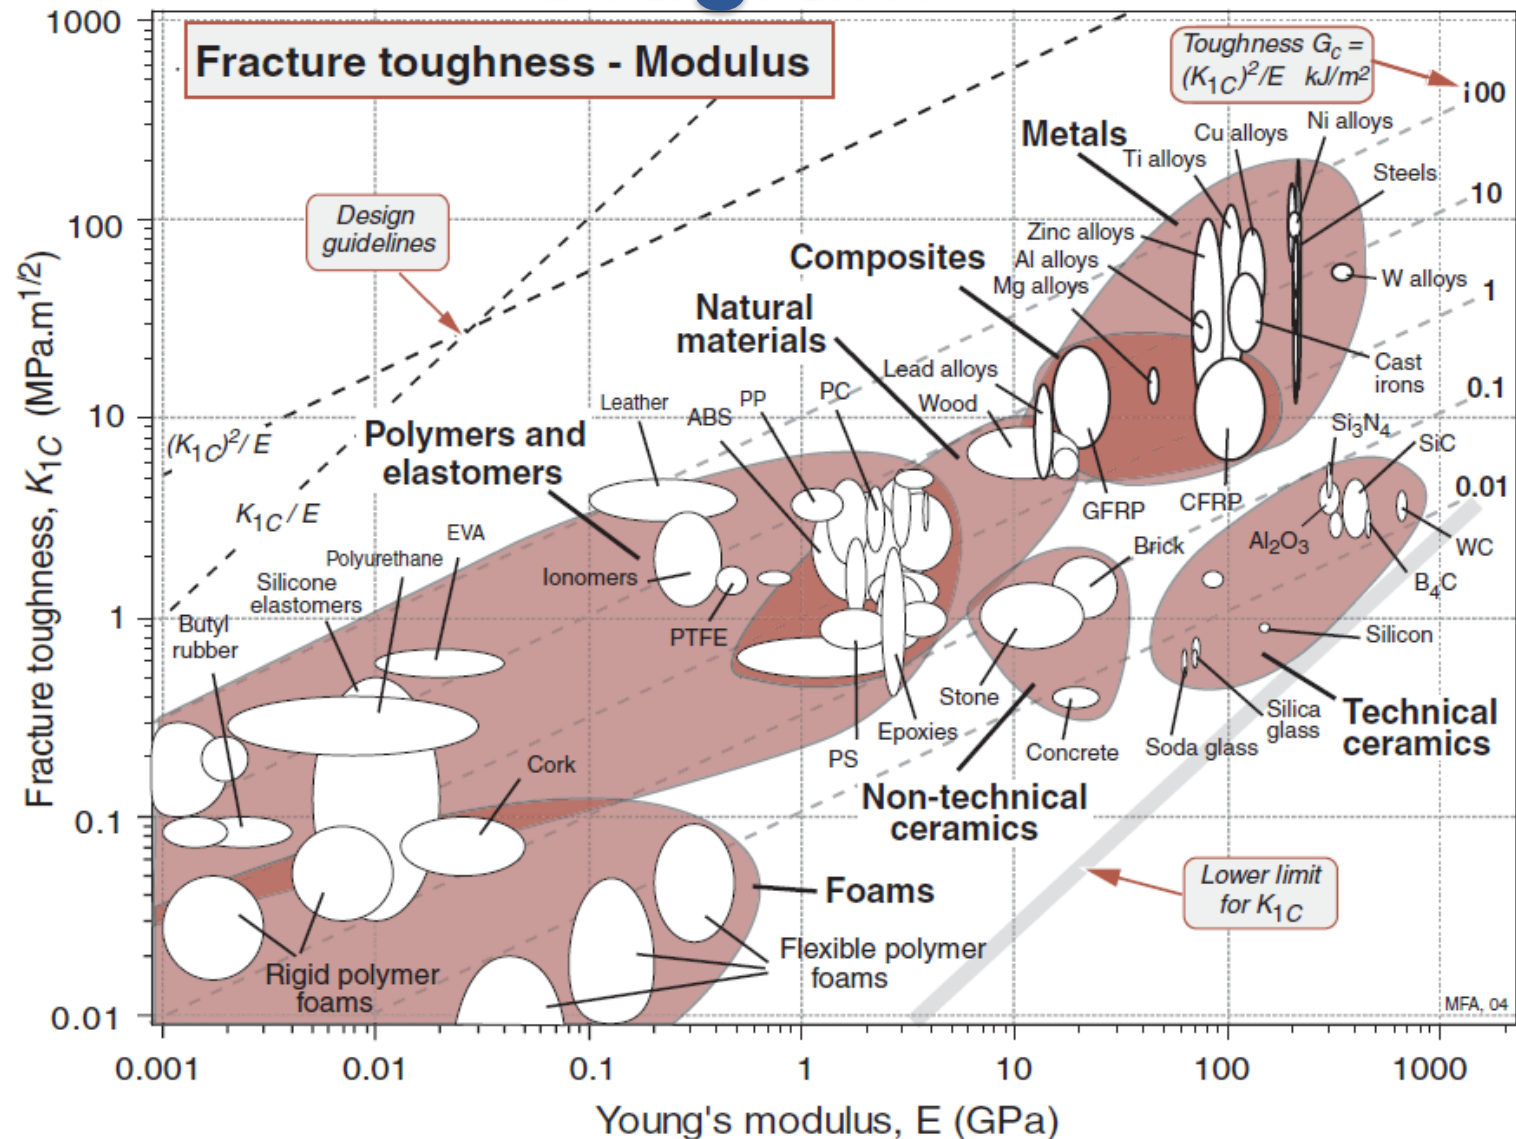 Fracture toughness - Modulus
Toughness Gc =
(K1C)²/E kJ/m²
Design
guidelines
(K1C)²/ E
K1C / E
Fracture toughness, K1C (MPa.m1/2)
1000
100
10
1
0.1
0.01
0.001
0.01
0.1
1
10
100
1000
Young's modulus, E (GPa)
i00
10
1
0.1
0.01
Metals
Ti alloys
Cu alloys
Ni alloys
Steels
Zinc alloys
Al alloys
Mg alloys
W alloys
Cast
irons
Composites
Natural
materials
Lead alloys
Wood
GFRP
CFRP
Polymers and
elastomers
Leather
ABS
PP
PC
Ionomers
PTFE
EVA
Polyurethane
Silicone
elastomers
Butyl
rubber
Cork
PS
Epoxies
Stone
Brick
Concrete
Non-technical
ceramics
Si3N4
SiC
Al2O3
WC
B4C
Silicon
Silica
glass
Soda glass
Technical
ceramics
Foams
Rigid polymer
foams
Flexible polymer
foams
Lower limit
for K1C
MFA, 04